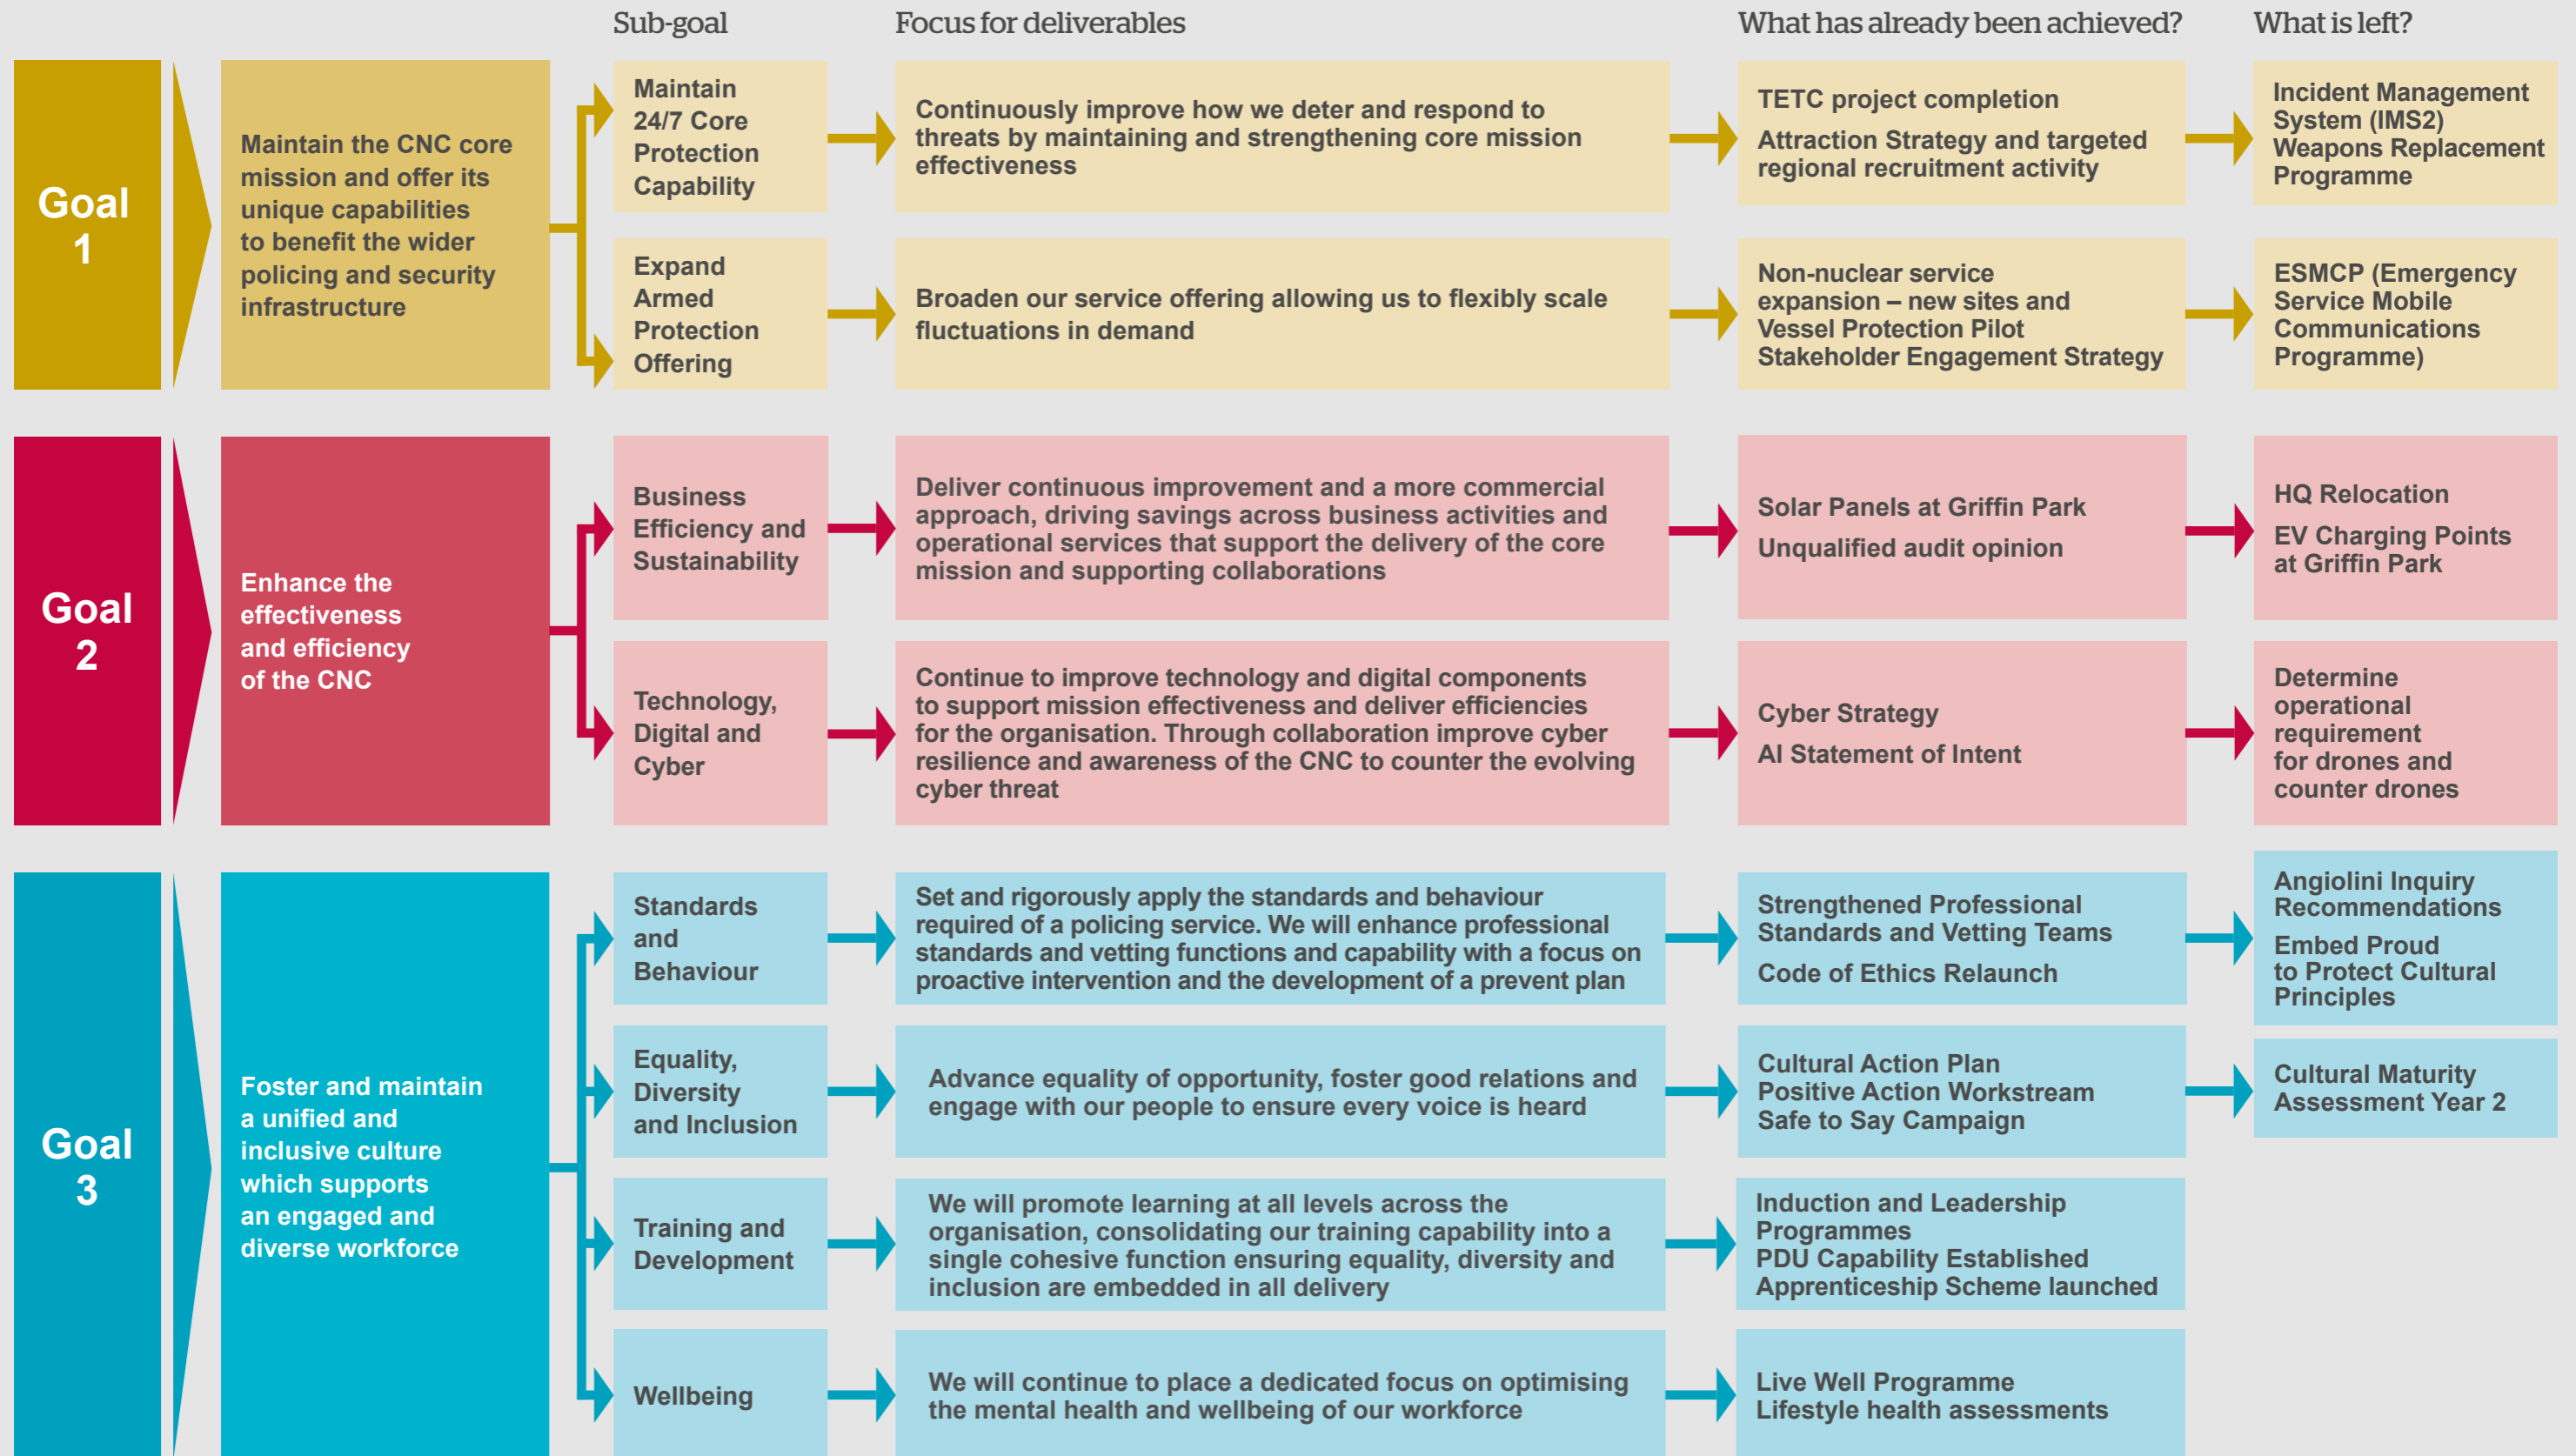 Sub-goal
Focus for deliverables
What has already been achieved?
What is left?
Goal
1
Maintain the CNC core
mission and offer its
unique capabilities
to benefit the wider
policing and security
infrastructure
Maintain
24/7 Core
Protection
Capability
Continuously improve how we deter and respond to
threats by maintaining and strengthening core mission
effectiveness
TETC project completion
Attraction Strategy and targeted
regional recruitment activity
Incident Management
System (IMS2)
Weapons Replacement
Programme
Expand
Armed
Protection
Offering
Broaden our service offering allowing us to flexibly scale
fluctuations in demand
Non-nuclear service
expansion – new sites and
Vessel Protection Pilot
Stakeholder Engagement Strategy
ESMCP (Emergency
Service Mobile
Communications
Programme)
Goal
2
Enhance the
effectiveness
and efficiency
of the CNC
Business
Efficiency and
Sustainability
Deliver continuous improvement and a more commercial
approach, driving savings across business activities and
operational services that support the delivery of the core
mission and supporting collaborations
Solar Panels at Griffin Park
Unqualified audit opinion
HQ Relocation
EV Charging Points
at Griffin Park
Technology,
Digital and
Cyber
Continue to improve technology and digital components
to support mission effectiveness and deliver efficiencies
for the organisation. Through collaboration improve cyber
resilience and awareness of the CNC to counter the evolving
cyber threat
Cyber Strategy
AI Statement of Intent
Determine
operational
requirement
for drones and
counter drones
Goal
3
Foster and maintain
a unified and
inclusive culture
which supports
an engaged and
diverse workforce
Standards
and
Behaviour
Set and rigorously apply the standards and behaviour
required of a policing service. We will enhance professional
standards and vetting functions and capability with a focus on
proactive intervention and the development of a prevent plan
Strengthened Professional
Standards and Vetting Teams
Code of Ethics Relaunch
Angiolini Inquiry
Recommendations
Embed Proud
to Protect Cultural
Principles
Equality,
Diversity
and Inclusion
Advance equality of opportunity, foster good relations and
engage with our people to ensure every voice is heard
Cultural Action Plan
Positive Action Workstream
Safe to Say Campaign
Cultural Maturity
Assessment Year 2
Training and
Development
We will promote learning at all levels across the
organisation, consolidating our training capability into a
single cohesive function ensuring equality, diversity and
inclusion are embedded in all delivery
Induction and Leadership
Programmes
PDU Capability Established
Apprenticeship Scheme launched
Wellbeing
We will continue to place a dedicated focus on optimising
the mental health and wellbeing of our workforce
Live Well Programme
Lifestyle health assessments